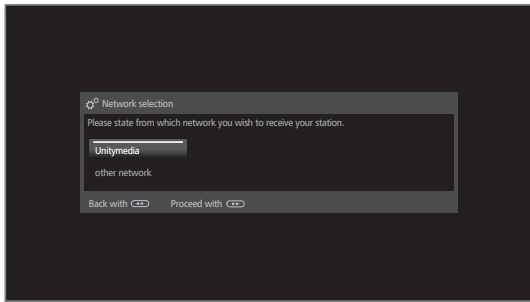 Network selection
Please state from which network you wish to receive your station.
Unitymedia
other network
Back with Proceed with